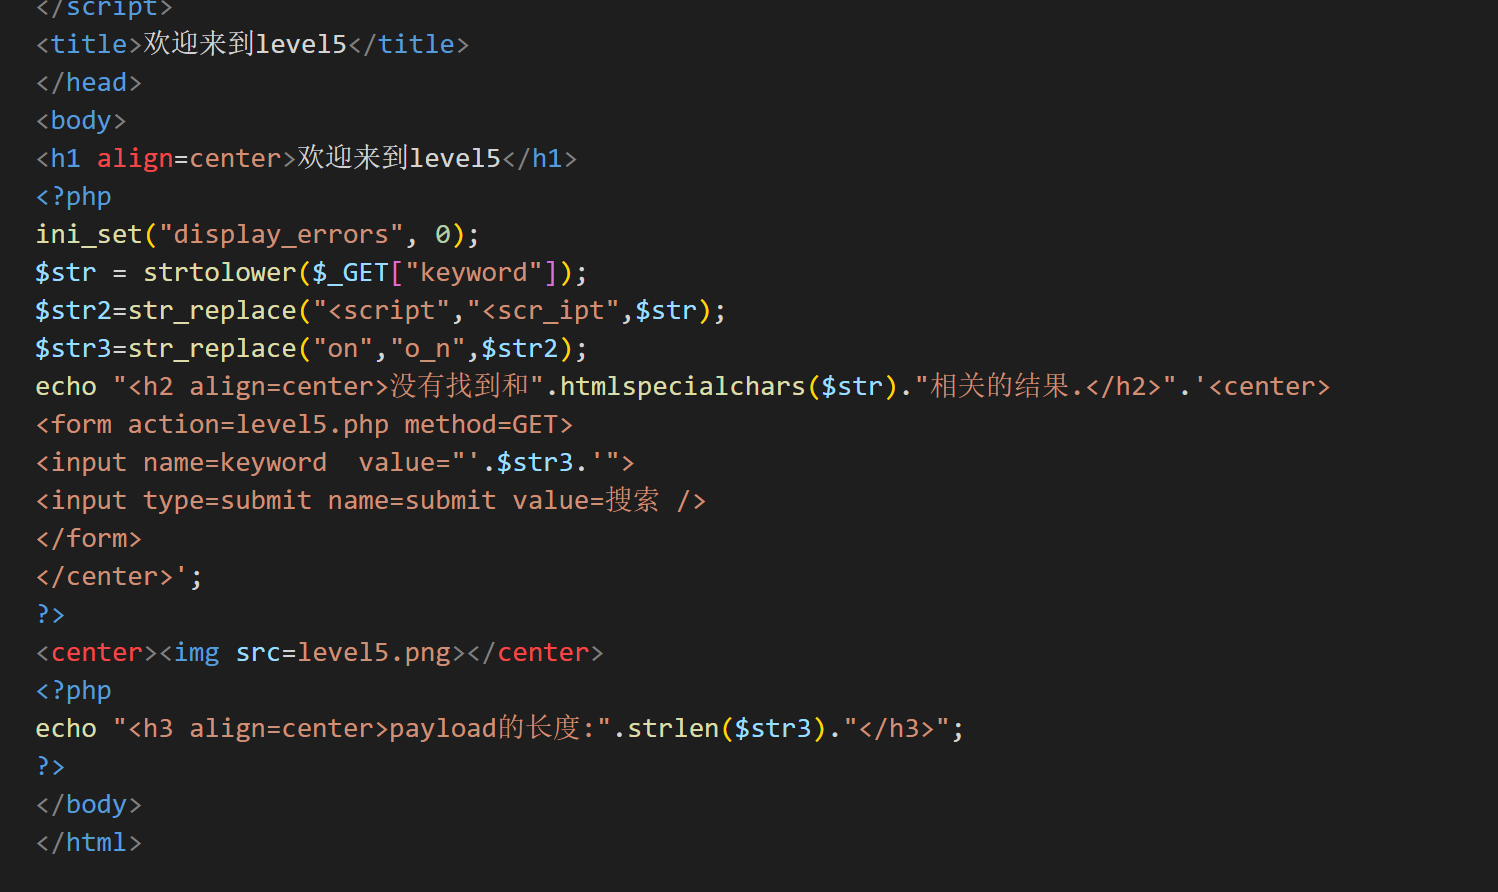 </script>
<title>欢迎来到level5</title>
</head>
<body>
<h1 align=center>欢迎来到level5</h1>
<?php
ini_set("display_errors", 0);
$str = strtolower($_GET["keyword"]);
$str2=str_replace("<script","<scr_ipt",$str);
$str3=str_replace("on","o_n",$str2);
echo "<h2 align=center>没有找到和".htmlspecialchars($str)."相关的结果.</h2>".'<center>
<form action=level5.php method=GET>
<input name=keyword  value="'.$str3.'">
<input type=submit name=submit value=搜索 />
</form>
</center>';
?>
<center><img src=level5.png></center>
<?php
echo "<h3 align=center>payload的长度:".strlen($str3)."</h3>";
?>
</body>
</html>